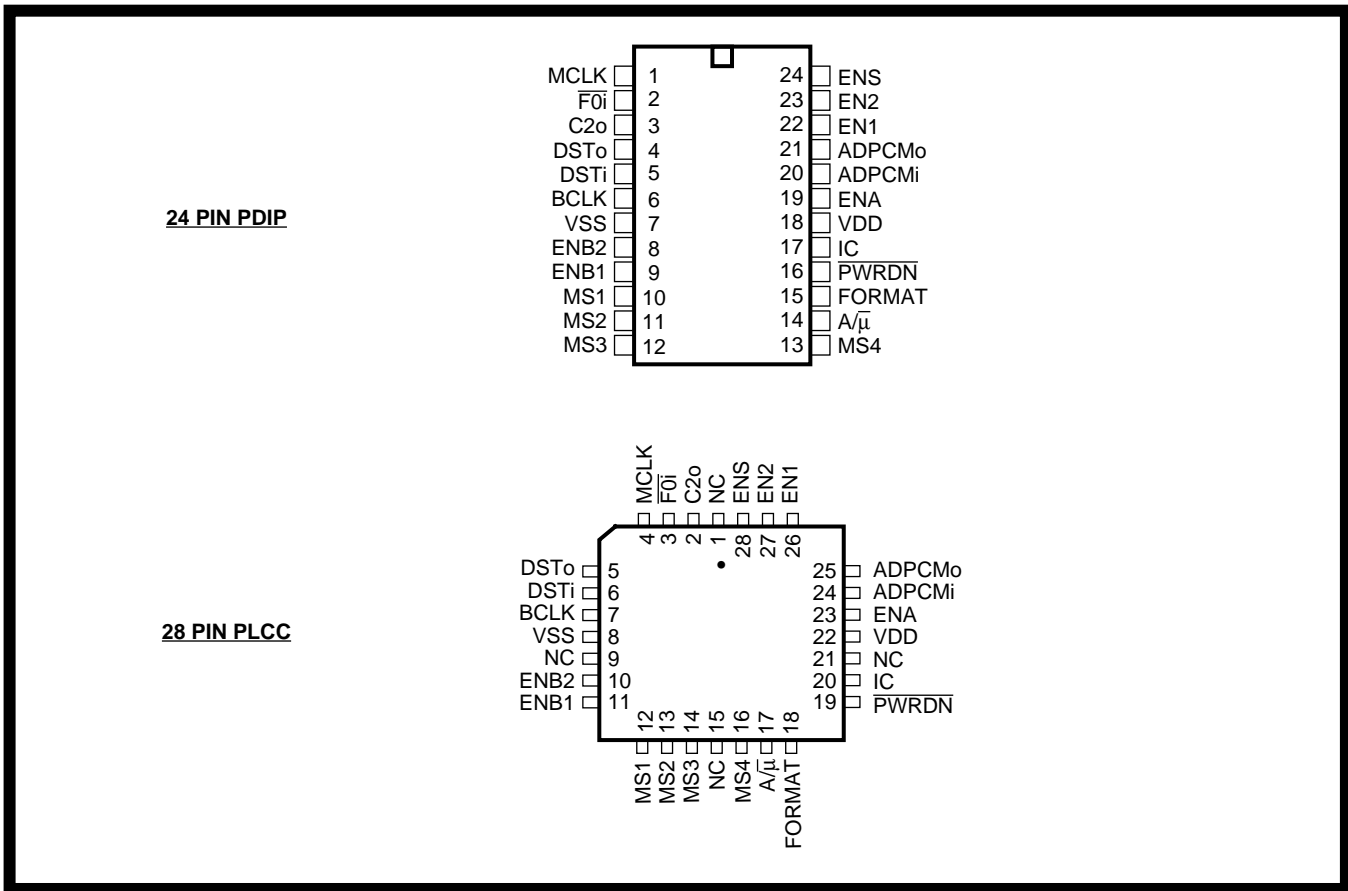 MCLK 1 24 ENS
F̅0̅i̅ 2 23 EN2
C2o 3 22 EN1
DSTo 4 21 ADPCMo
DSTi 5 20 ADPCMi
BCLK 6 19 ENA
24 PIN PDIP VSS 7 18 VDD
ENB2 8 17 IC
ENB1 9 16 P̅W̅R̅D̅N̅
MS1 10 15 FORMAT
MS2 11 14 A/μ̅
MS3 12 13 MS4
MCLK F̅0̅i̅ C2o NC ENS EN2 EN1
4 3 2 1 28 27 26
DSTo 5 25 ADPCMo
DSTi 6 24 ADPCMi
BCLK 7 23 ENA
28 PIN PLCC VSS 8 22 VDD
NC 9 21 NC
ENB2 10 20 IC
ENB1 11 19 P̅W̅R̅D̅N̅
12 13 14 15 16 17 18
MS1 MS2 MS3 NC MS4 A/μ̅ FORMAT